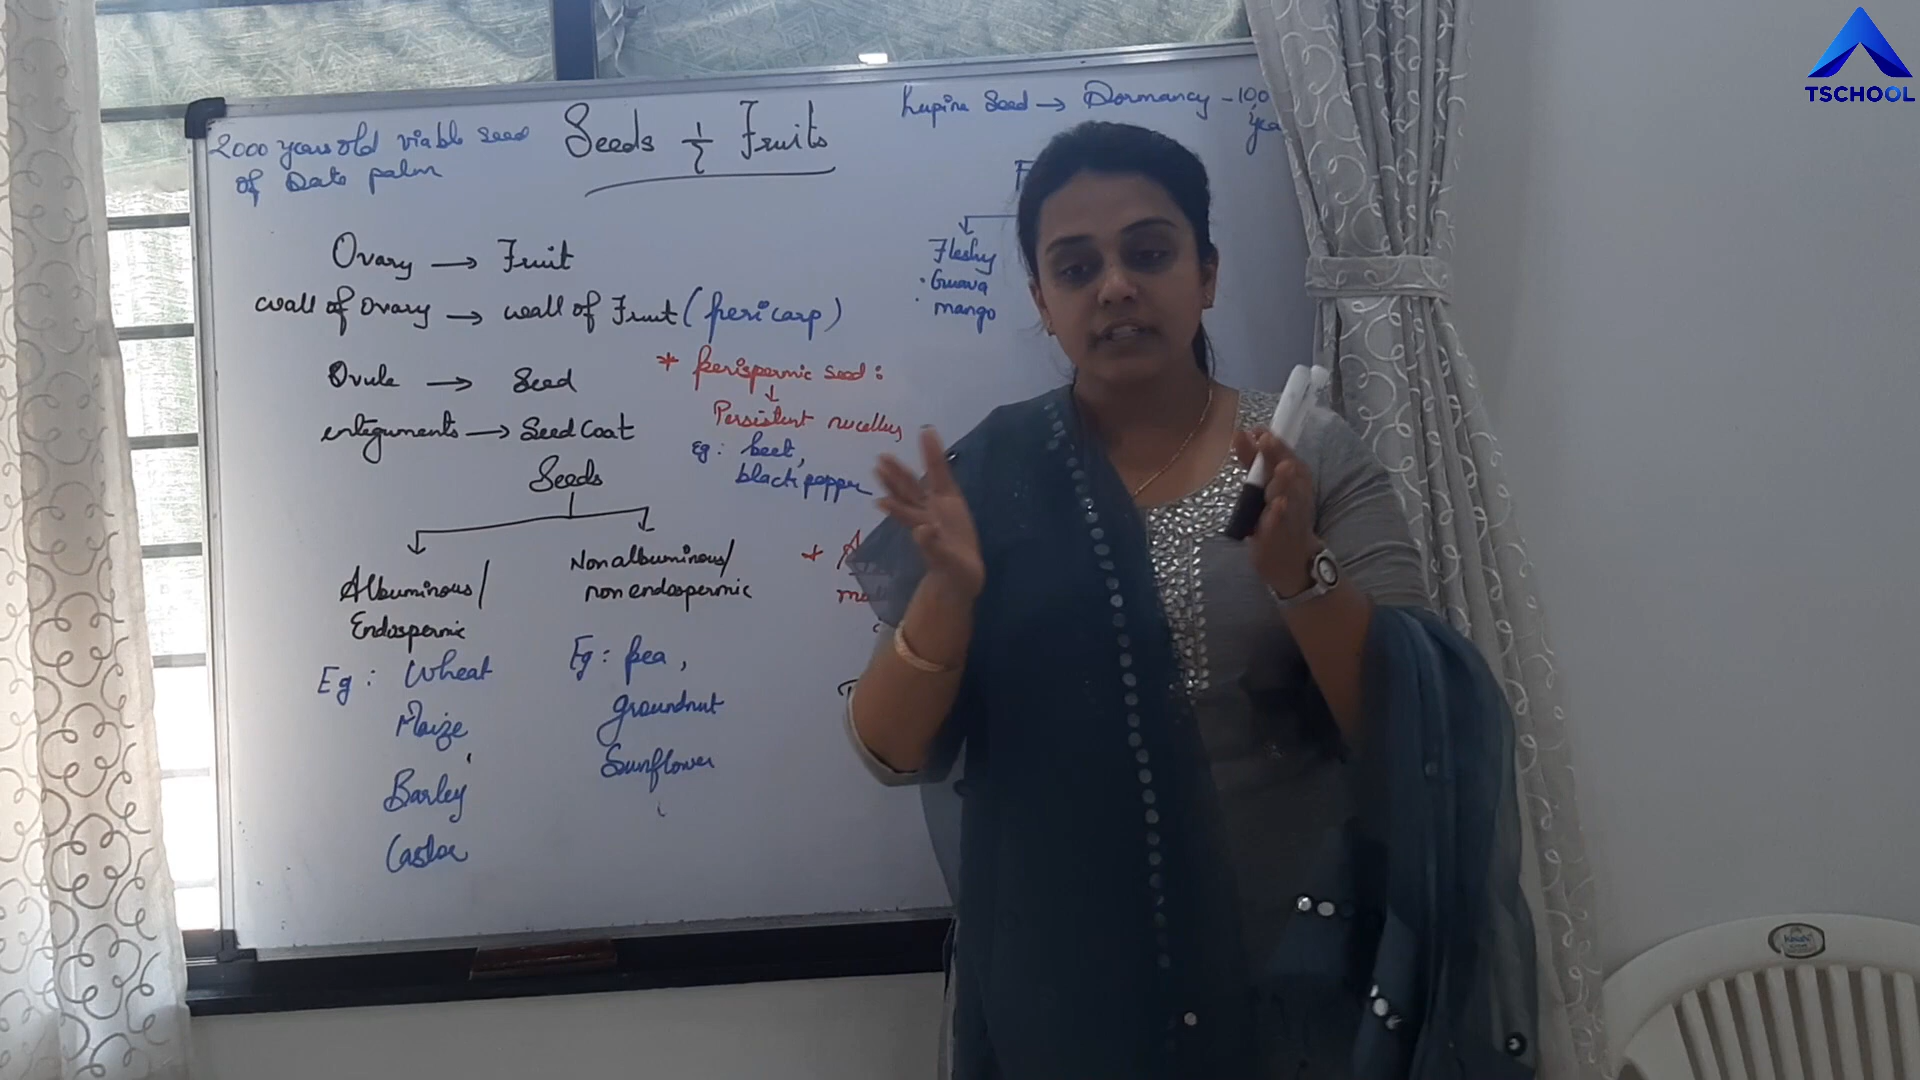 TSCHOOL
2000 years old viable seed
of Date palm
Seeds & Fruits
Lupine Seed → Dormancy - 100
yea
Ovary → Fruit
wall of ovary → wall of Fruit (pericarp)
Ovule → Seed
integuments → Seed Coat
* perispermic seed:
↓
Persistent nucellus
Eg: beet,
black pepper
Fleshy
• Guava
• mango
Seeds
Albuminous/
Endospermic
Eg: Wheat
Maize
Barley
Castor
Non albuminous/
non endospermic
Eg: pea,
groundnut
Sunflower